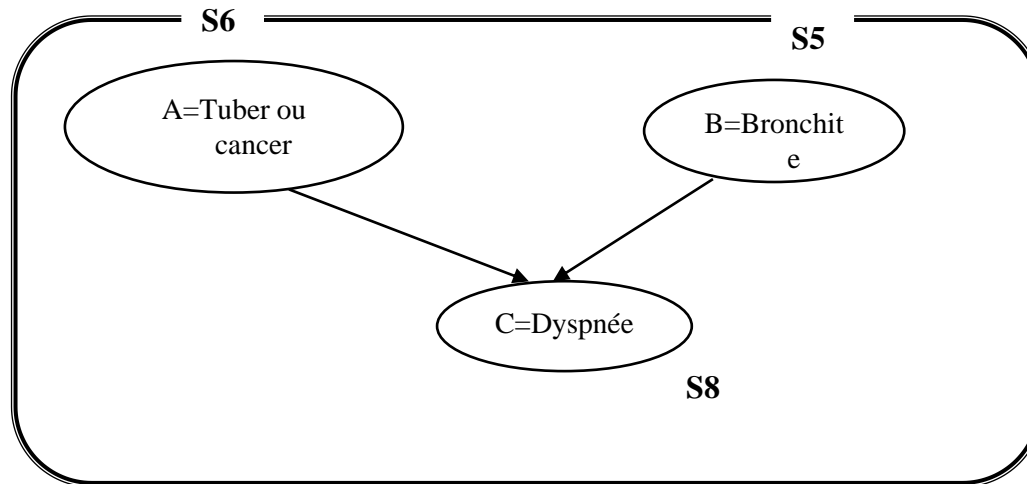 S6
S5
A=Tuber ou
cancer
B=Bronchit
e
C=Dyspnée
S8